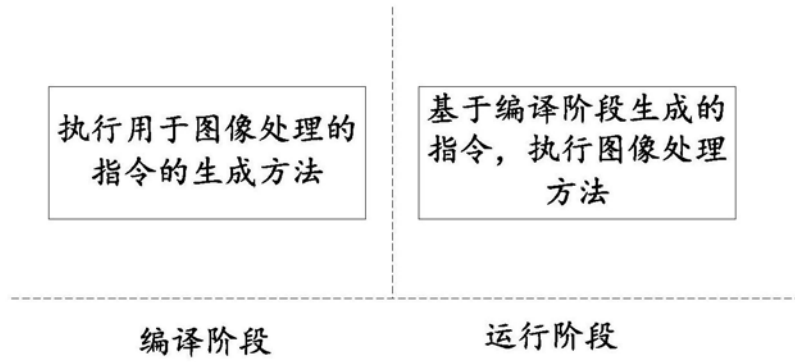 执行用于图像处理的
指令的生成方法
基于编译阶段生成的
指令，执行图像处理
方法
编译阶段
运行阶段